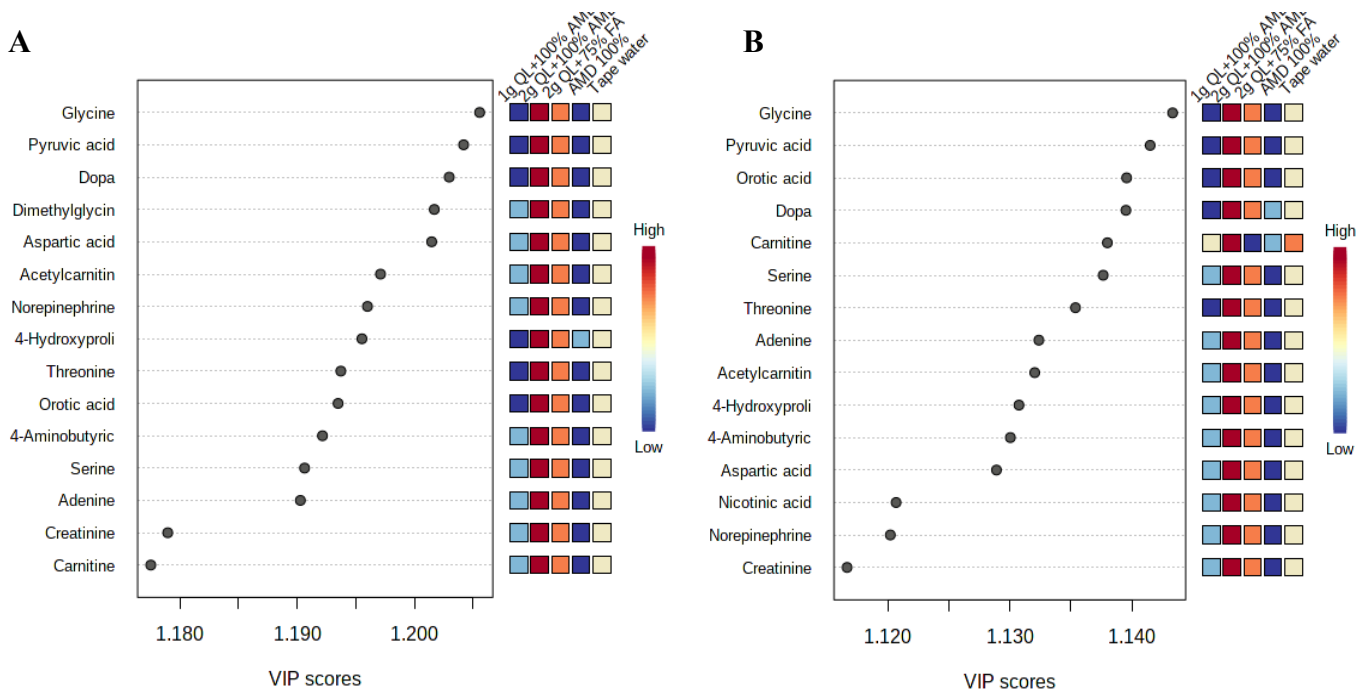 A
1g QL+100% AMD
2g QL+100% AM
2g QL+75% FA
AMD 100%
Tape water
Glycine
Pyruvic acid
Dopa
Dimethylglycin
Aspartic acid
Acetylcarnitin
Norepinephrine
4-Hydroxyproli
Threonine
Orotic acid
4-Aminobutyric
Serine
Adenine
Creatinine
Carnitine
High
Low
1.180
1.190
1.200
VIP scores
B
1g QL+100% AM
2g QL+100% AM
2g QL+75% FA
AMD 100%
Tape water
Glycine
Pyruvic acid
Orotic acid
Dopa
Carnitine
Serine
Threonine
Adenine
Acetylcarnitin
4-Hydroxyproli
4-Aminobutyric
Aspartic acid
Nicotinic acid
Norepinephrine
Creatinine
High
Low
1.120
1.130
1.140
VIP scores